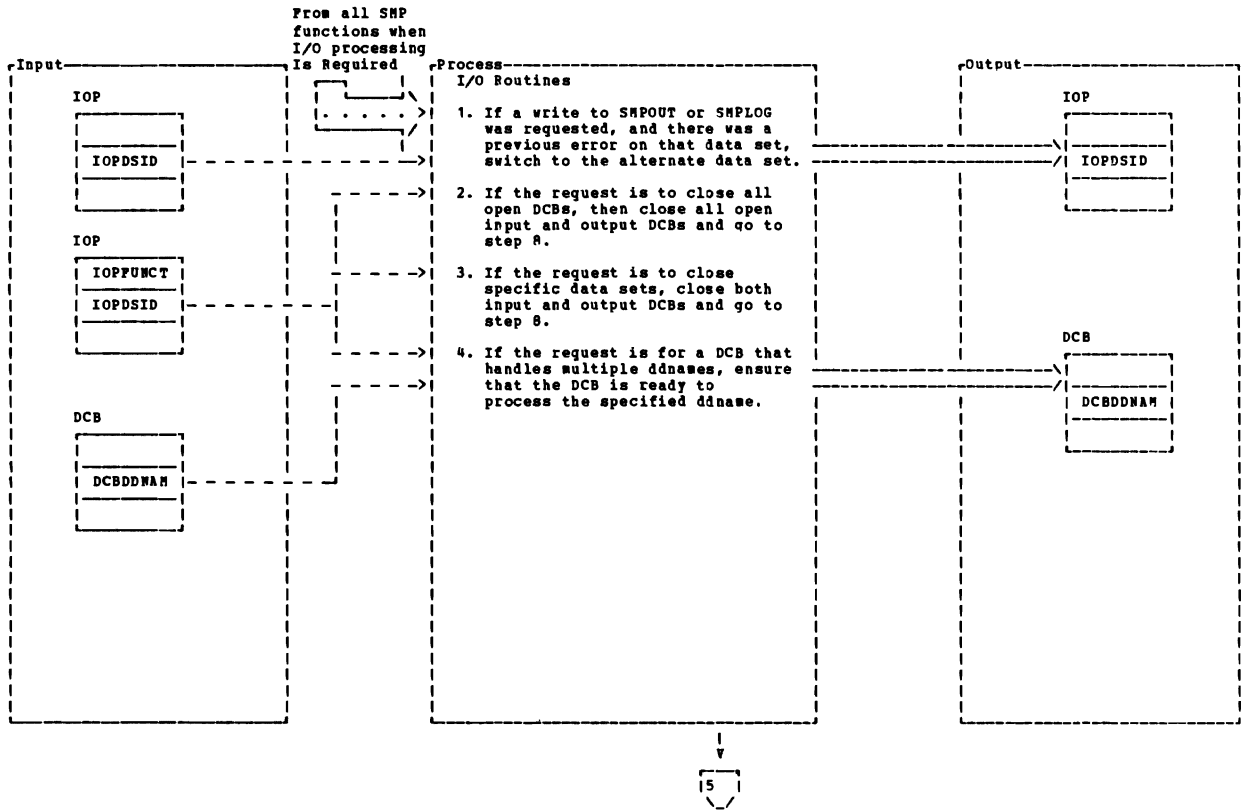 From all SMP
functions when
I/O processing
Is Required
Input
Process
Output
I/O Routines
IOP
IOPDSID
IOP
IOPFUNCT
IOPDSID
DCB
DCBDDNAM
1. If a write to SMPOUT or SMPLOG
was requested, and there was a
previous error on that data set,
switch to the alternate data set.
2. If the request is to close all
open DCBs, then close all open
input and output DCBs and go to
step 8.
3. If the request is to close
specific data sets, close both
input and output DCBs and go to
step 8.
4. If the request is for a DCB that
handles multiple ddnames, ensure
that the DCB is ready to
process the specified ddname.
IOP
IOPDSID
DCB
DCBDDNAM
5